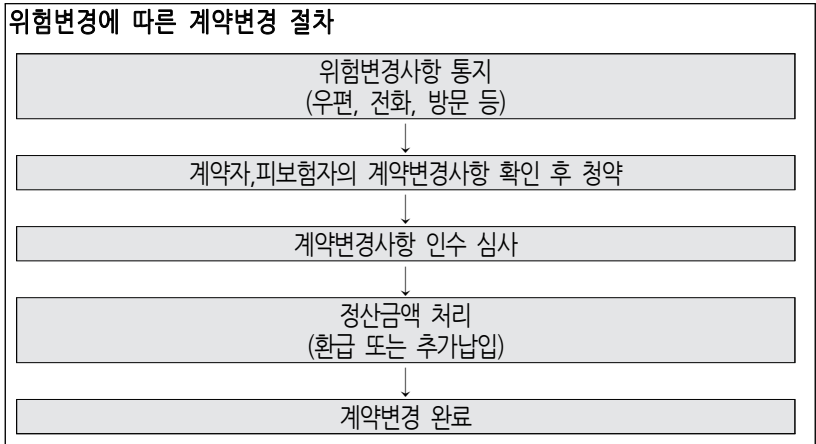 위험변경에 따른 계약변경 절차
위험변경사항 통지
(우편, 전화, 방문 등)
↓
계약자,피보험자의 계약변경사항 확인 후 청약
↓
계약변경사항 인수 심사
↓
정산금액 처리
(환급 또는 추가납입)
↓
계약변경 완료